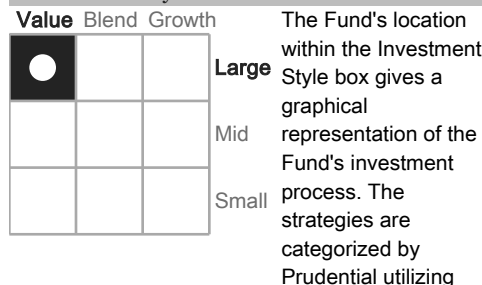 Value Blend Growth
Large
Mid
Small
The Fund's location
within the Investment
Style box gives a
graphical
representation of the
Fund's investment
process. The
strategies are
categorized by
Prudential utilizing